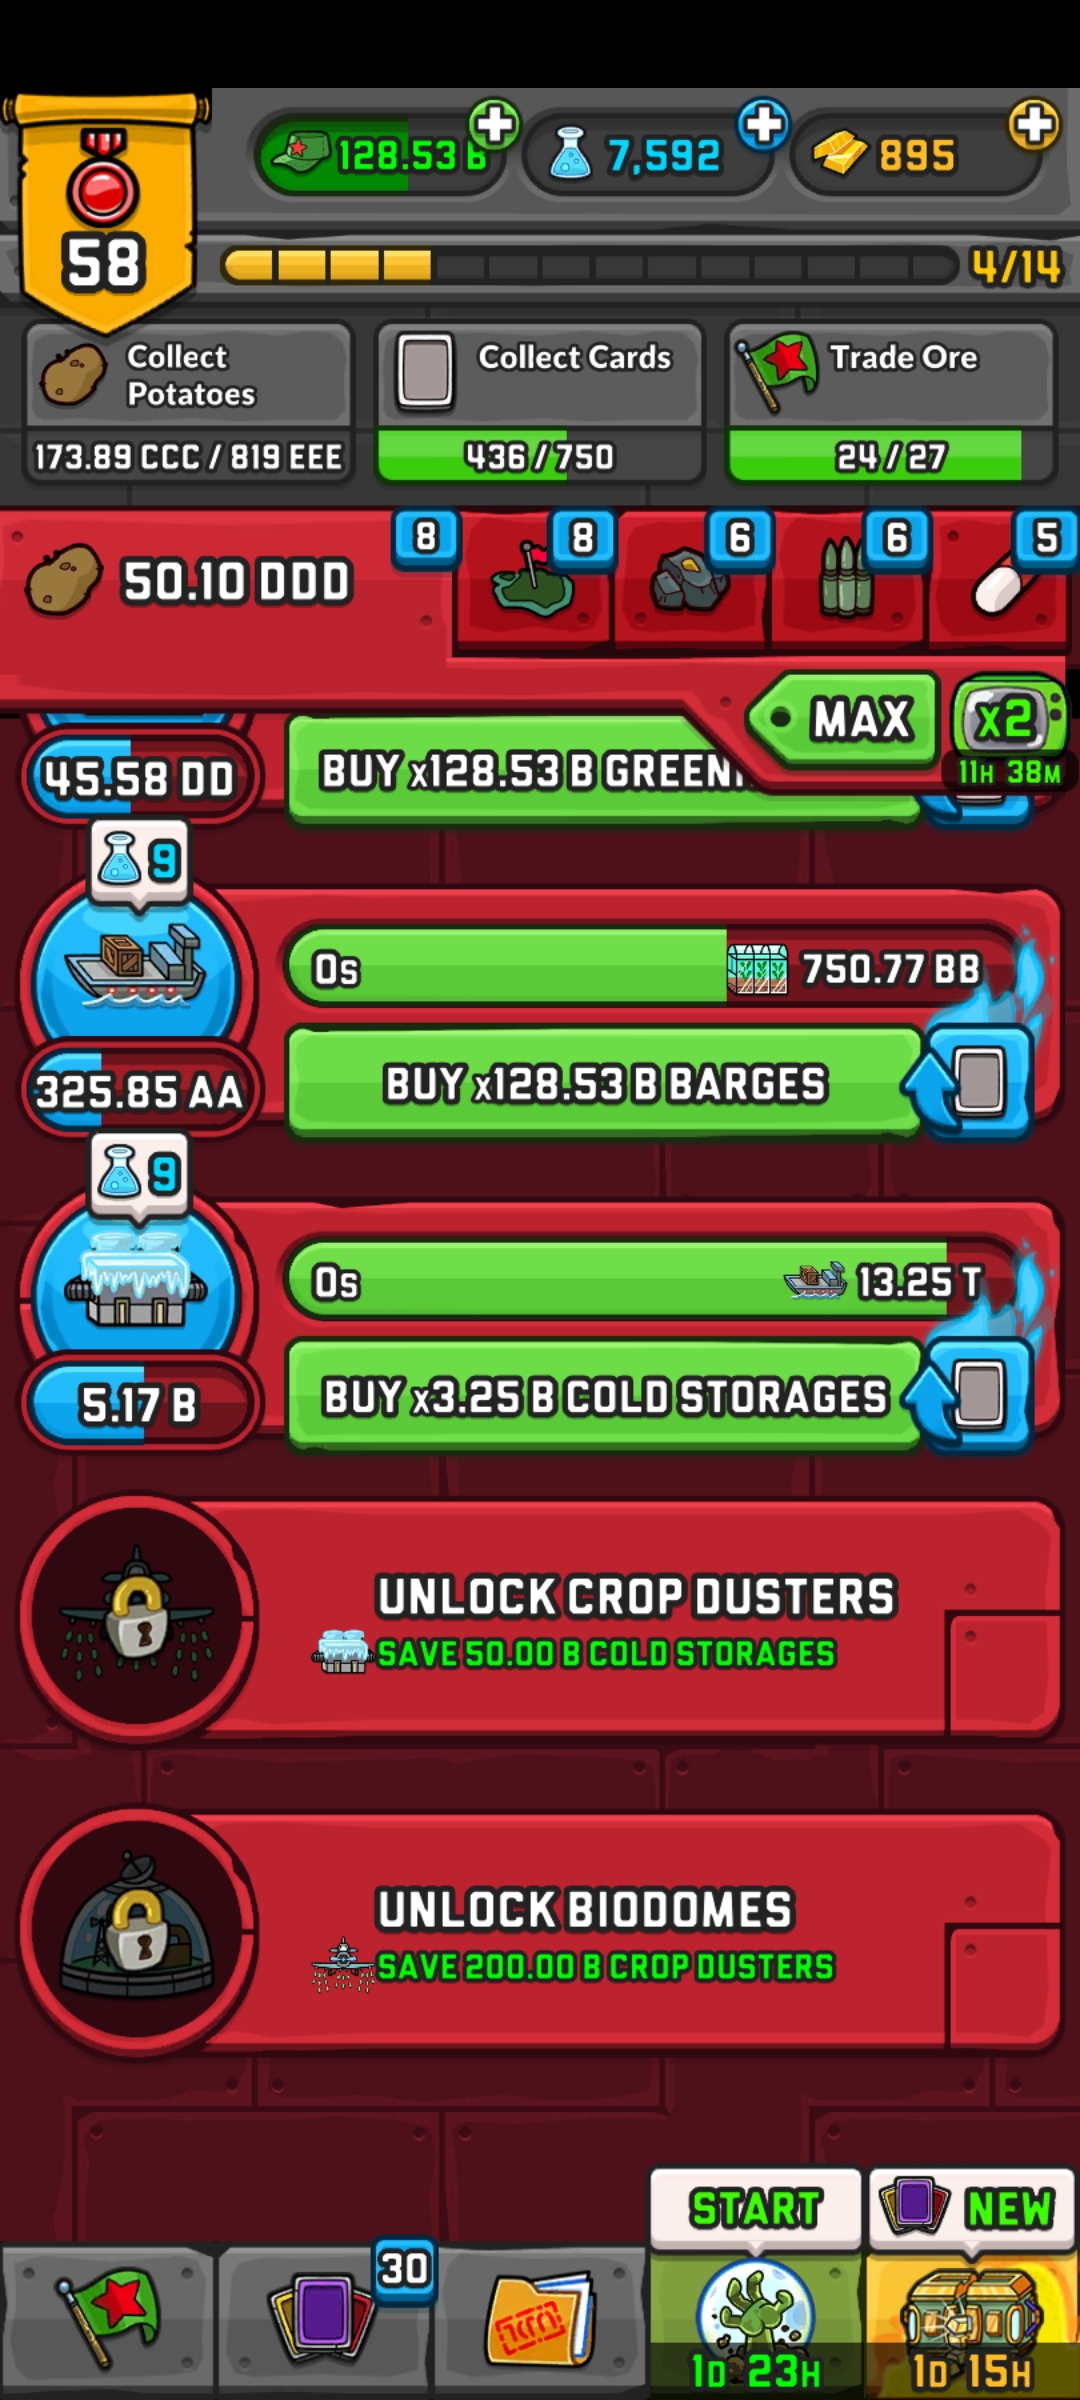 128.53 B
7,592
895
58
4/14
Collect
Potatoes
Collect Cards
Trade Ore
173.89 CCC / 819 EEE
436 / 750
24 / 27
50.10 DDD
8
8
6
6
5
MAX
x2
11H 38M
45.58 DD
BUY x128.53 B GREEN
9
0s
750.77 BB
325.85 AA
BUY x128.53 B BARGES
9
0s
13.25 T
5.17 B
BUY x3.25 B COLD STORAGES
UNLOCK CROP DUSTERS
SAVE 50.00 B COLD STORAGES
UNLOCK BIODOMES
SAVE 200.00 B CROP DUSTERS
START
NEW
30
1D 23H
1D 15H